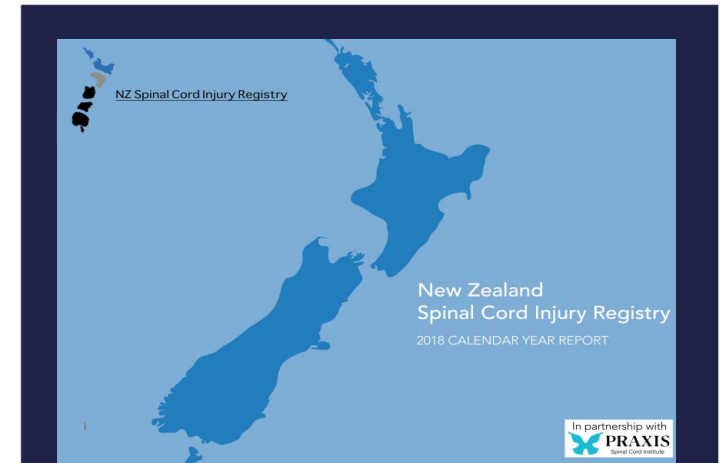 NZ Spinal Cord Injury Registry
New Zealand
Spinal Cord Injury Registry
2018 CALENDAR YEAR REPORT
In partnership with
PRAXIS
Spinal Cord Institute